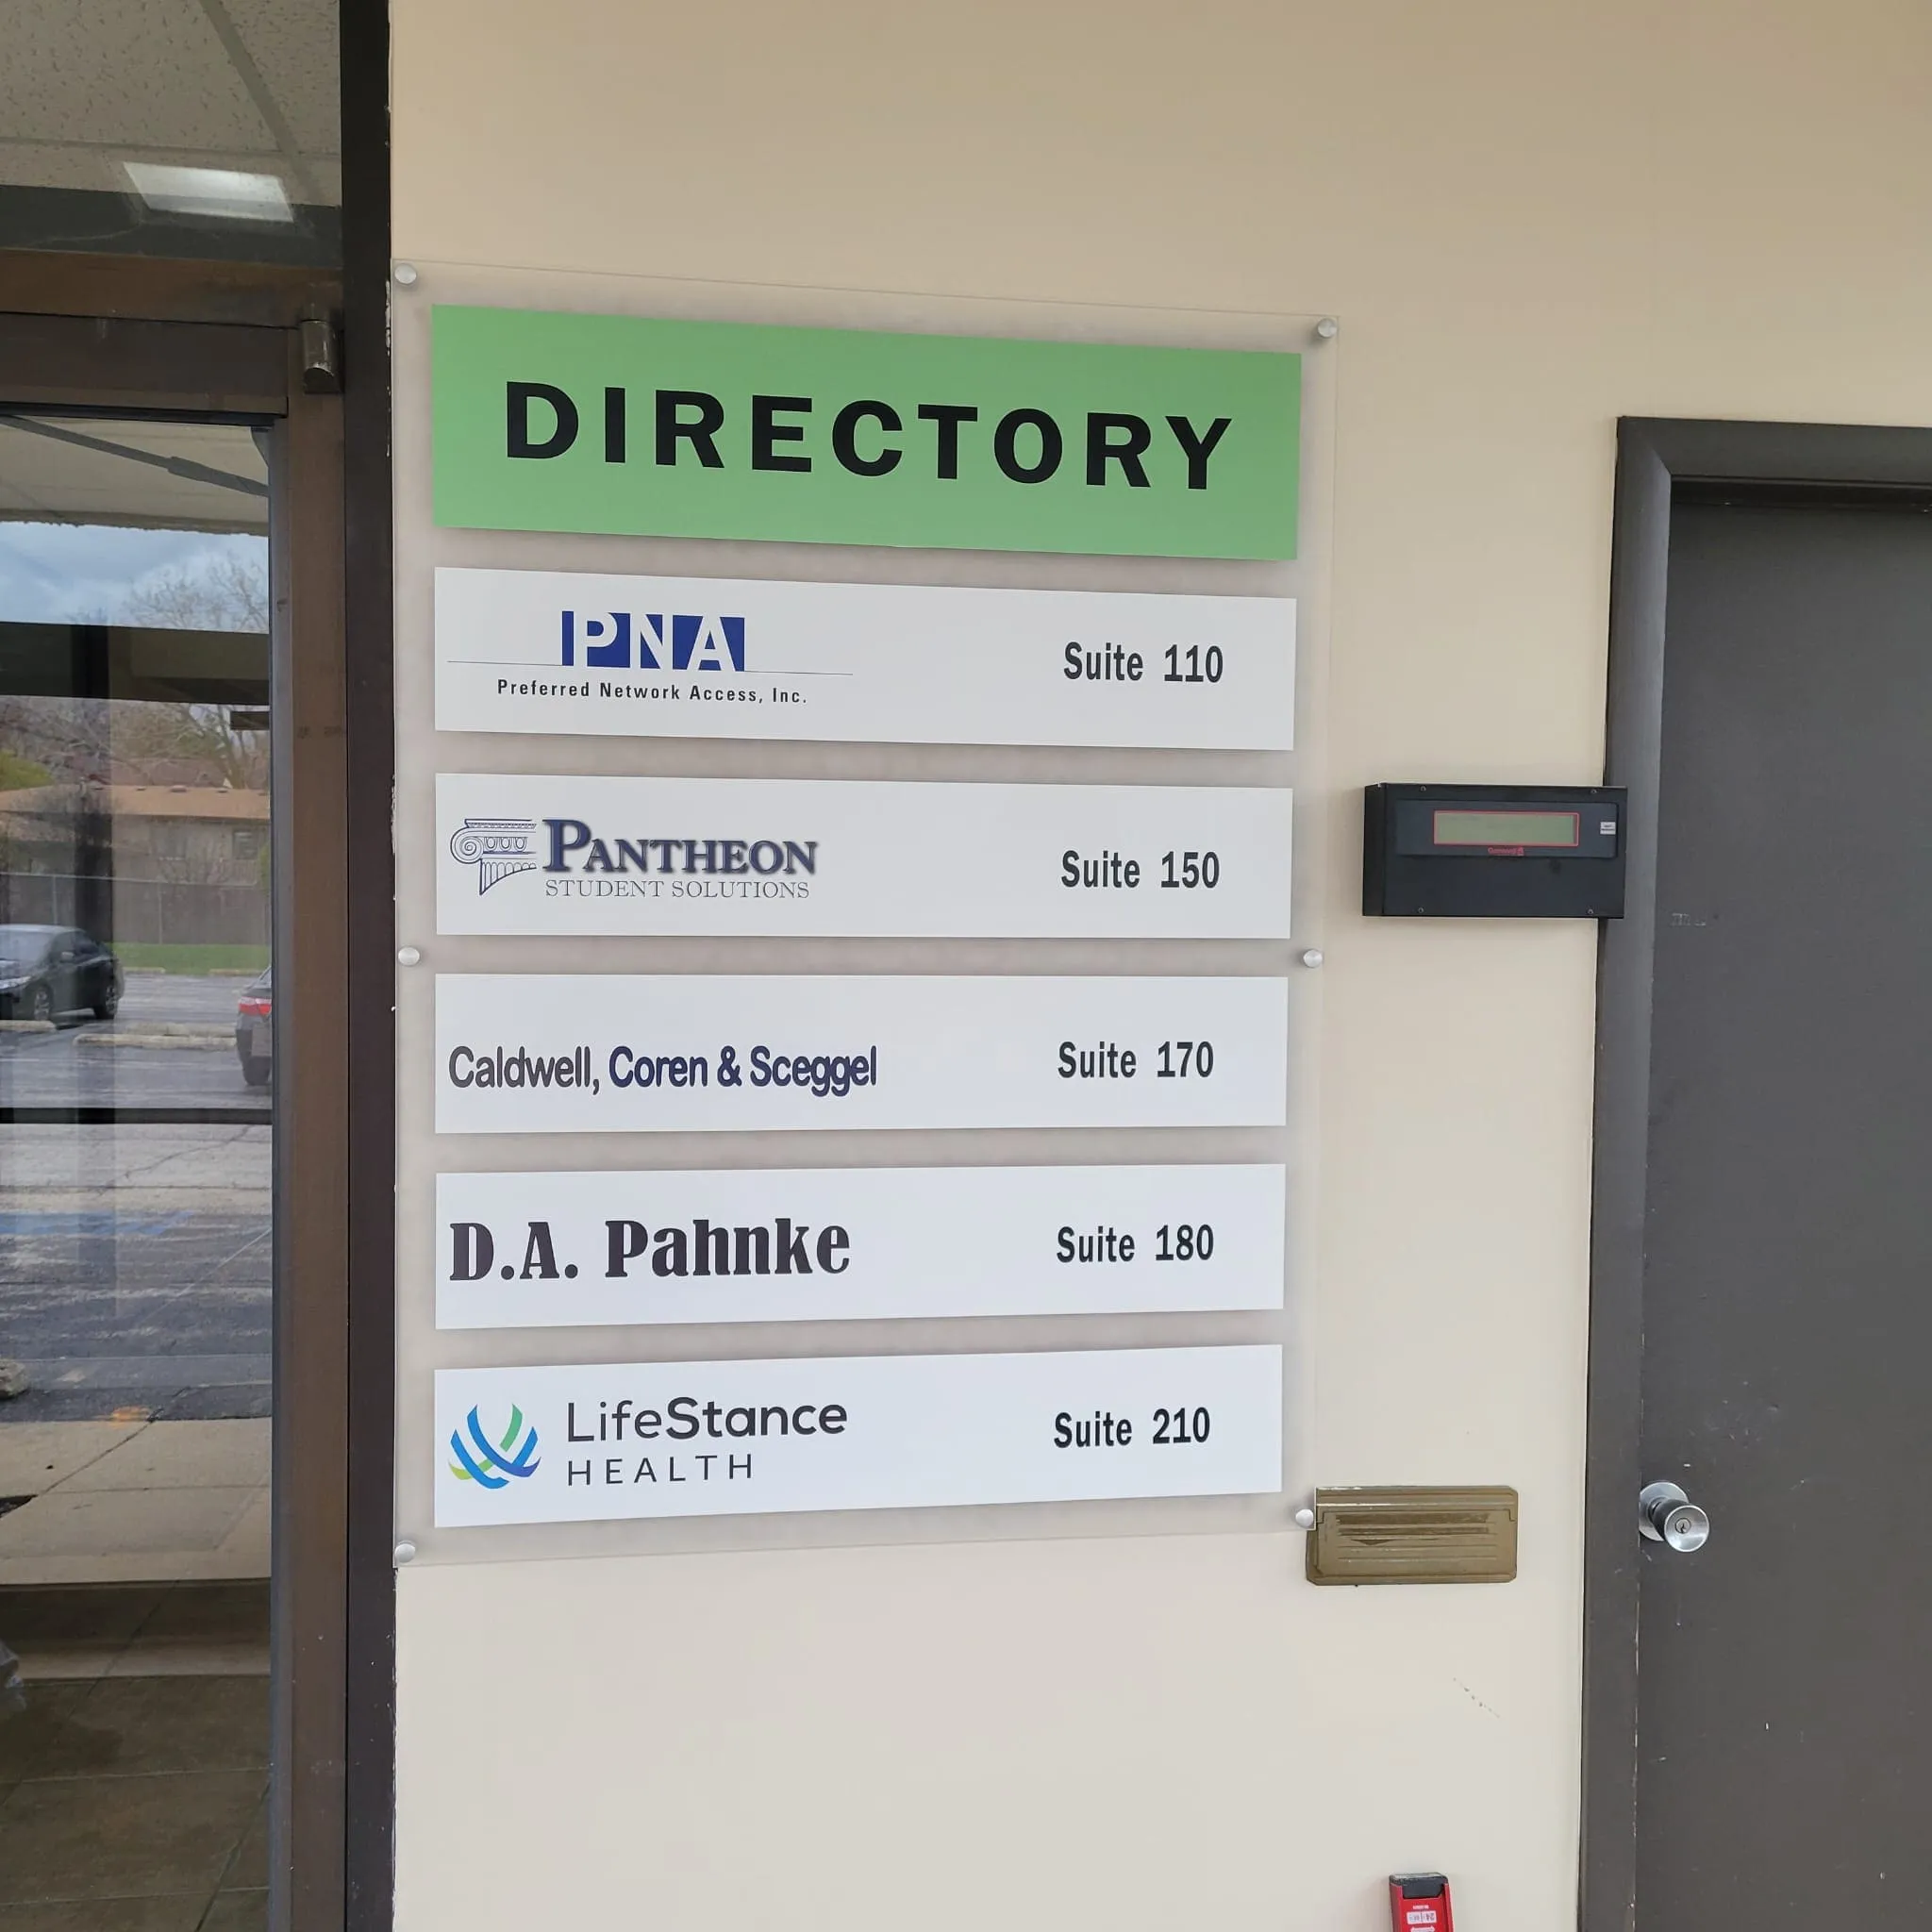 DIRECTORY
PNA
Preferred Network Access, Inc.
Suite 110
PANTHEON
STUDENT SOLUTIONS
Suite 150
Caldwell, Coren & Sceggel
Suite 170
D.A. Pahnke
Suite 180
LifeStance
HEALTH
Suite 210
24